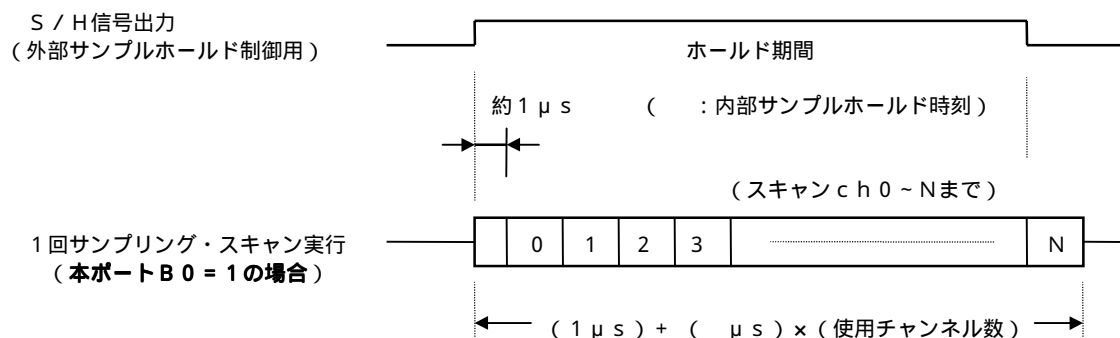 S/H信号出力
(外部サンプルホールド制御用)
ホールド期間
約1μs ( :内部サンプルホールド時刻)
(スキャンch0~Nまで)
1回サンプリング・スキャン実行
(本ポートB0=1の場合)
0 1 2 3 N
(1μs)+( μs)×(使用チャンネル数)